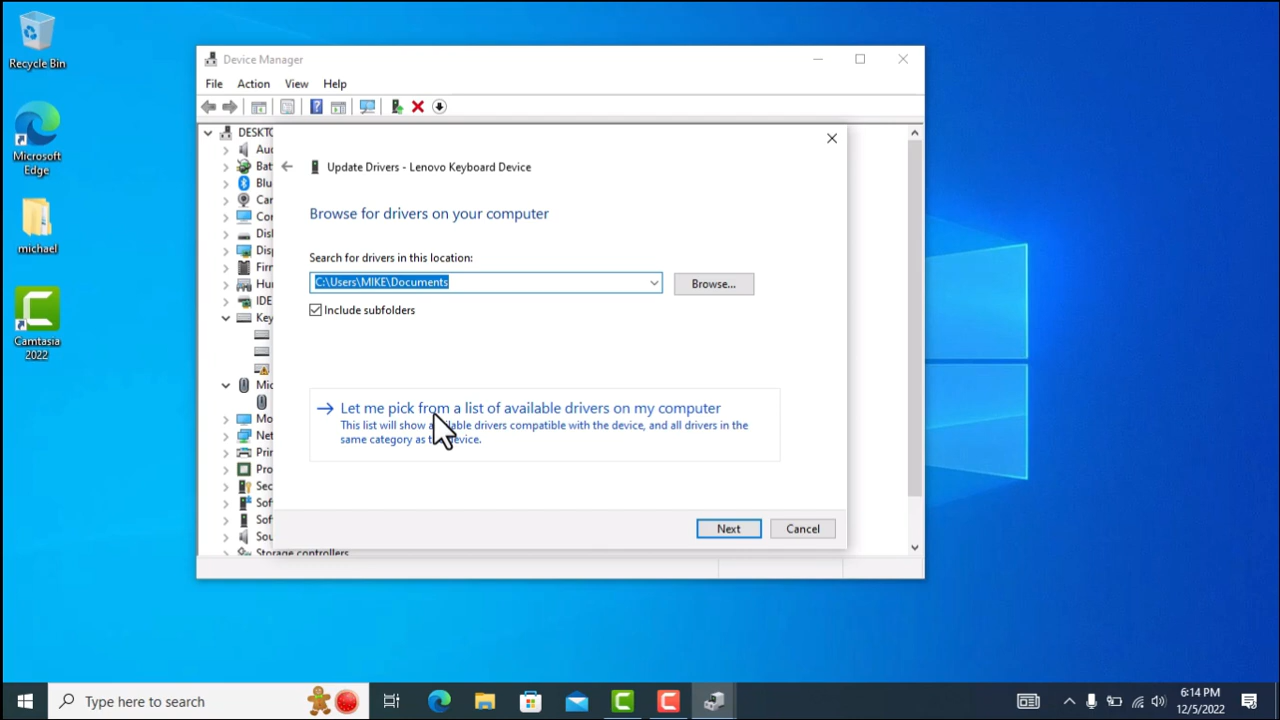 Recycle Bin
Microsoft
Edge
michael
Camtasia
2022
Device Manager
File Action View Help
DESKTO
Aud
Bat
Blu
Can
Con
Disk
Disp
Firm
Hun
IDE
Key
Mic
Mo
Net
Prin
Pro
Sec
Sof
Sof
Sou
Storage controllers
Update Drivers - Lenovo Keyboard Device
Browse for drivers on your computer
Search for drivers in this location:
C:\Users\MIKE\Documents
Browse...
Include subfolders
Let me pick from a list of available drivers on my computer
This list will show available drivers compatible with the device, and all drivers in the
same category as the device.
Next
Cancel
Type here to search
6:14 PM
12/5/2022